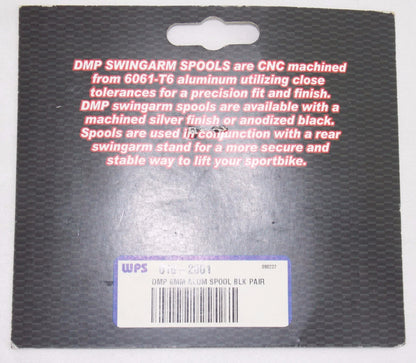 DMP SWINGARM SPOOLS are CNC machined
from 6061-T6 aluminum utilizing close
tolerances for a precision fit and finish.
DMP swingarm spools are available with a
machined silver finish or anodized black.
Spools are used in conjunction with a rear
swingarm stand for a more secure and
stable way to lift your sportbike.
WPS
DMP 6MM ALUM SPOOL BLK PAIR